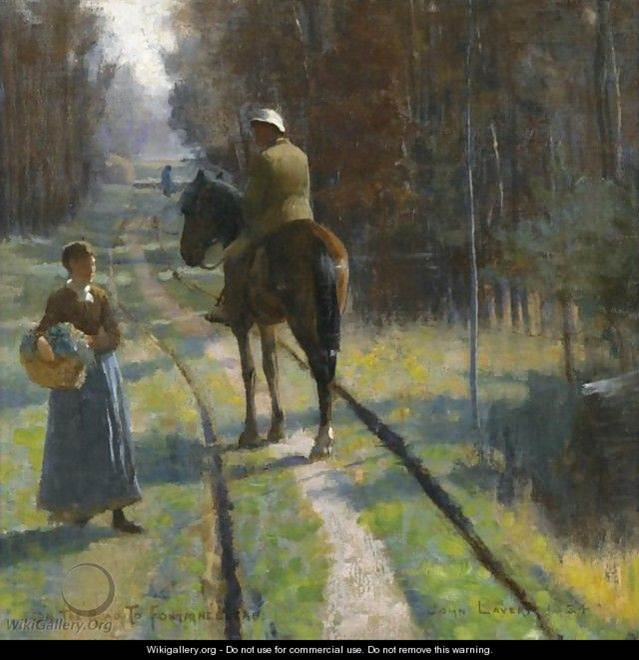 To FONTAINEBLEAU.
JOHN LAVERY
WikiGallery.Org
Wikigallery.org - Do not use for commercial use. Do not remove this warning.